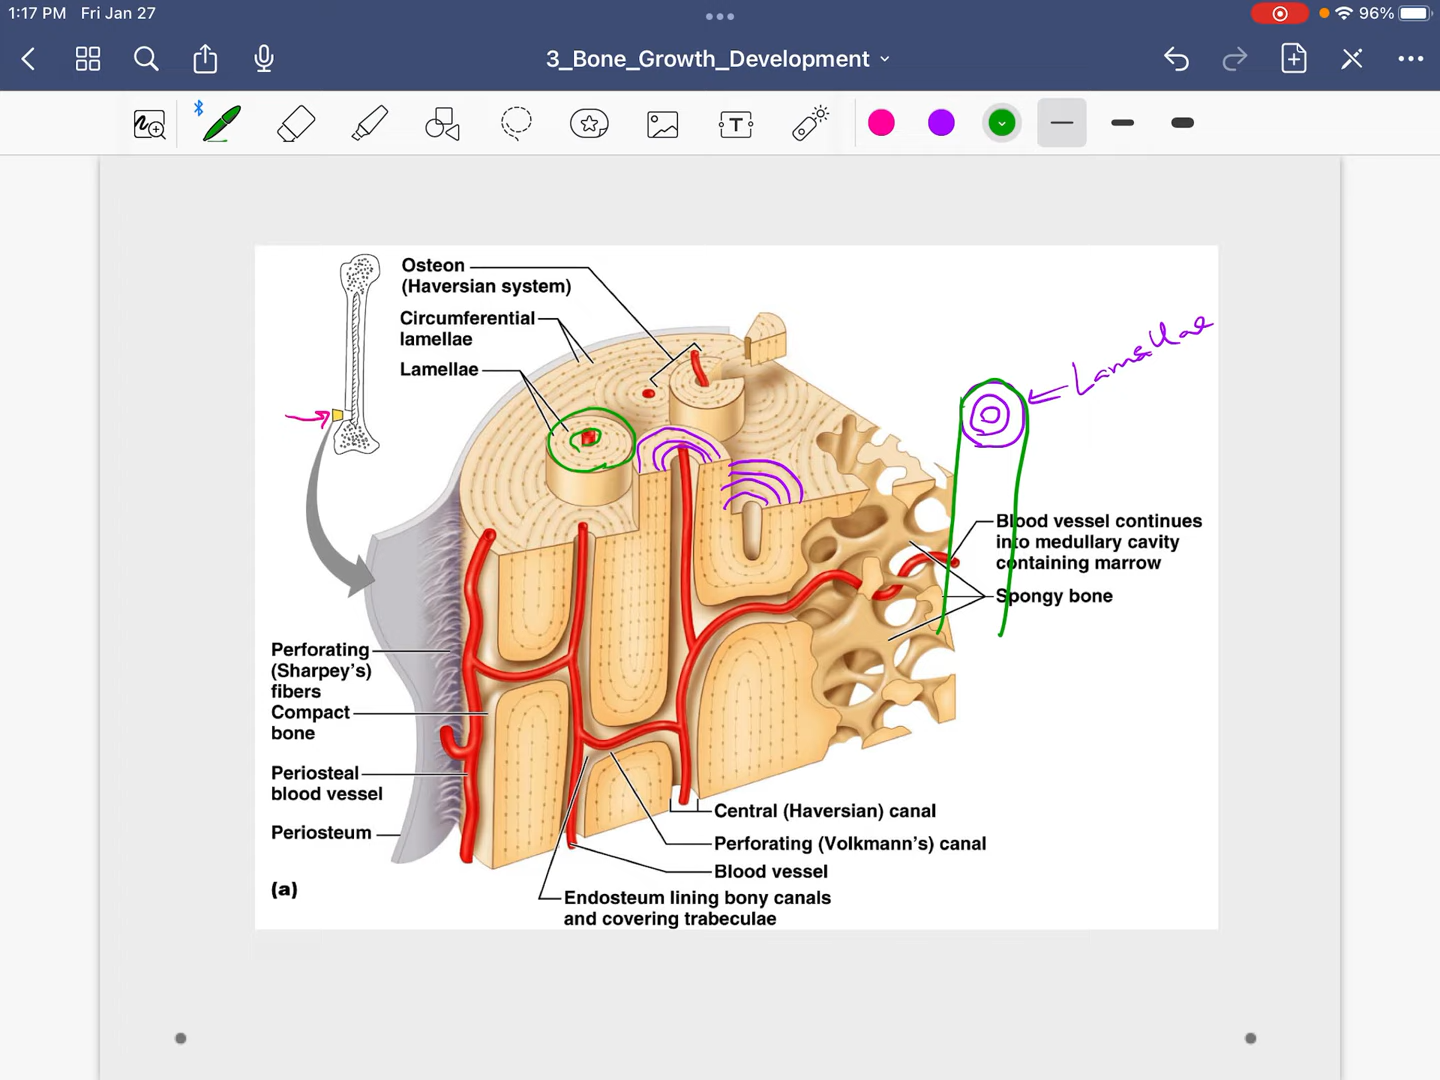 1:17 PM Fri Jan 27
96%
3_Bone_Growth_Development
T
Osteon
(Haversian system)
Circumferential
lamellae
Lamellae
Lamellae
Blood vessel continues
into medullary cavity
containing marrow
Spongy bone
Perforating
(Sharpey's)
fibers
Compact
bone
Periosteal
blood vessel
Periosteum
Central (Haversian) canal
Perforating (Volkmann's) canal
Blood vessel
Endosteum lining bony canals
and covering trabeculae
(a)